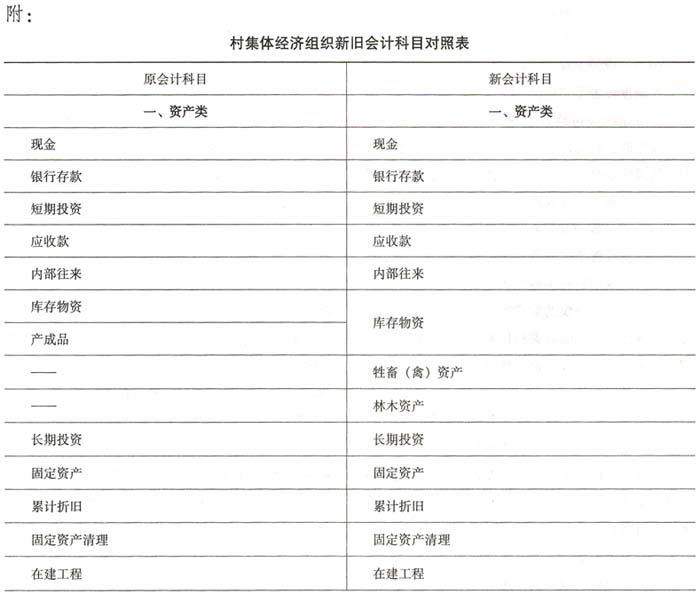 附：
村集体经济组织新旧会计科目对照表
原会计科目 新会计科目
一、资产类 一、资产类
现金 现金
银行存款 银行存款
短期投资 短期投资
应收款 应收款
内部往来 内部往来
库存物资 库存物资
产成品
—— 牲畜（禽）资产
—— 林木资产
长期投资 长期投资
固定资产 固定资产
累计折旧 累计折旧
固定资产清理 固定资产清理
在建工程 在建工程